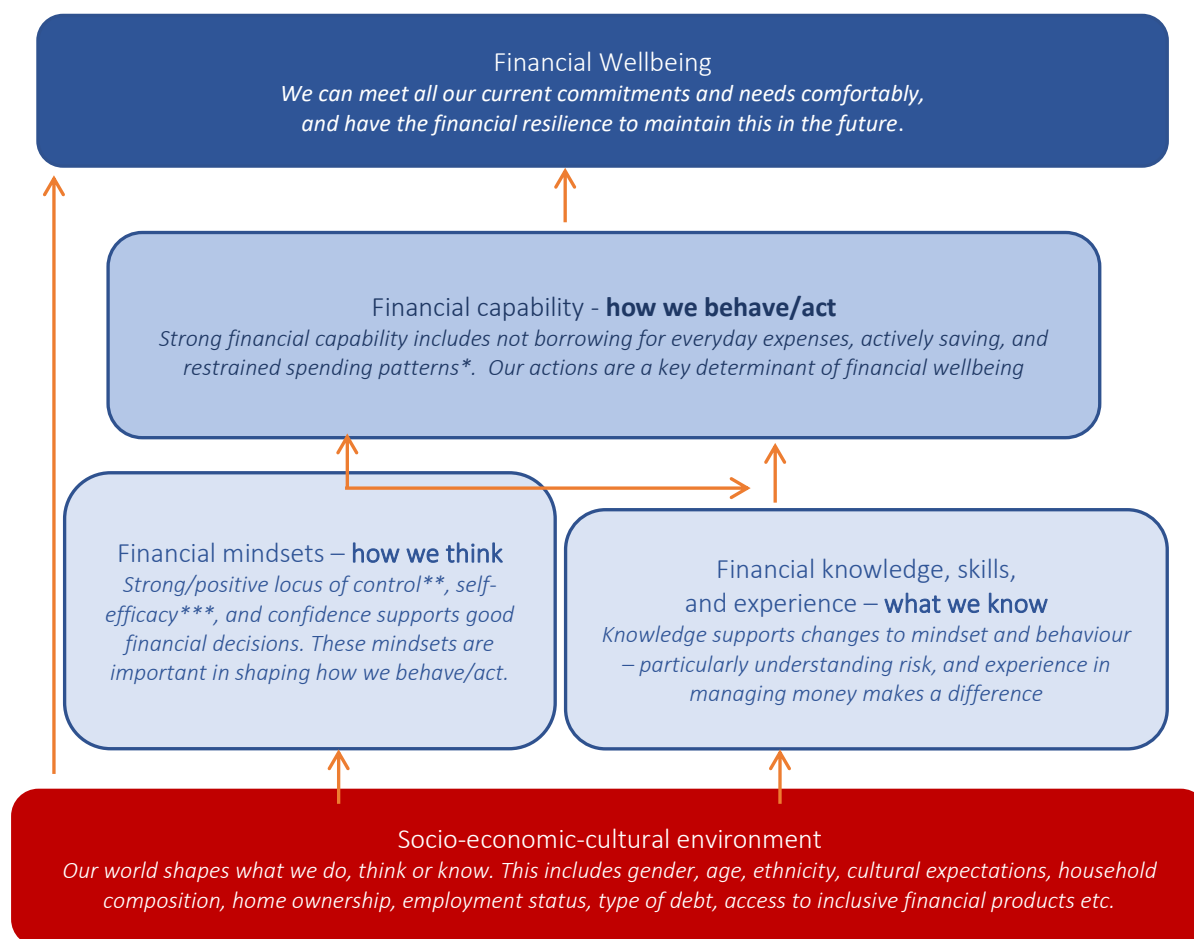 Financial Wellbeing
We can meet all our current commitments and needs comfortably,
and have the financial resilience to maintain this in the future.
Financial capability - how we behave/act
Strong financial capability includes not borrowing for everyday expenses, actively saving, and
restrained spending patterns*.  Our actions are a key determinant of financial wellbeing
Financial mindsets – how we think
Strong/positive locus of control**, self-
efficacy***, and confidence supports good
financial decisions. These mindsets are
important in shaping how we behave/act.
Financial knowledge, skills,
and experience – what we know
Knowledge supports changes to mindset and behaviour
– particularly understanding risk, and experience in
managing money makes a difference
Socio-economic-cultural environment
Our world shapes what we do, think or know. This includes gender, age, ethnicity, cultural expectations, household
composition, home ownership, employment status, type of debt, access to inclusive financial products etc.